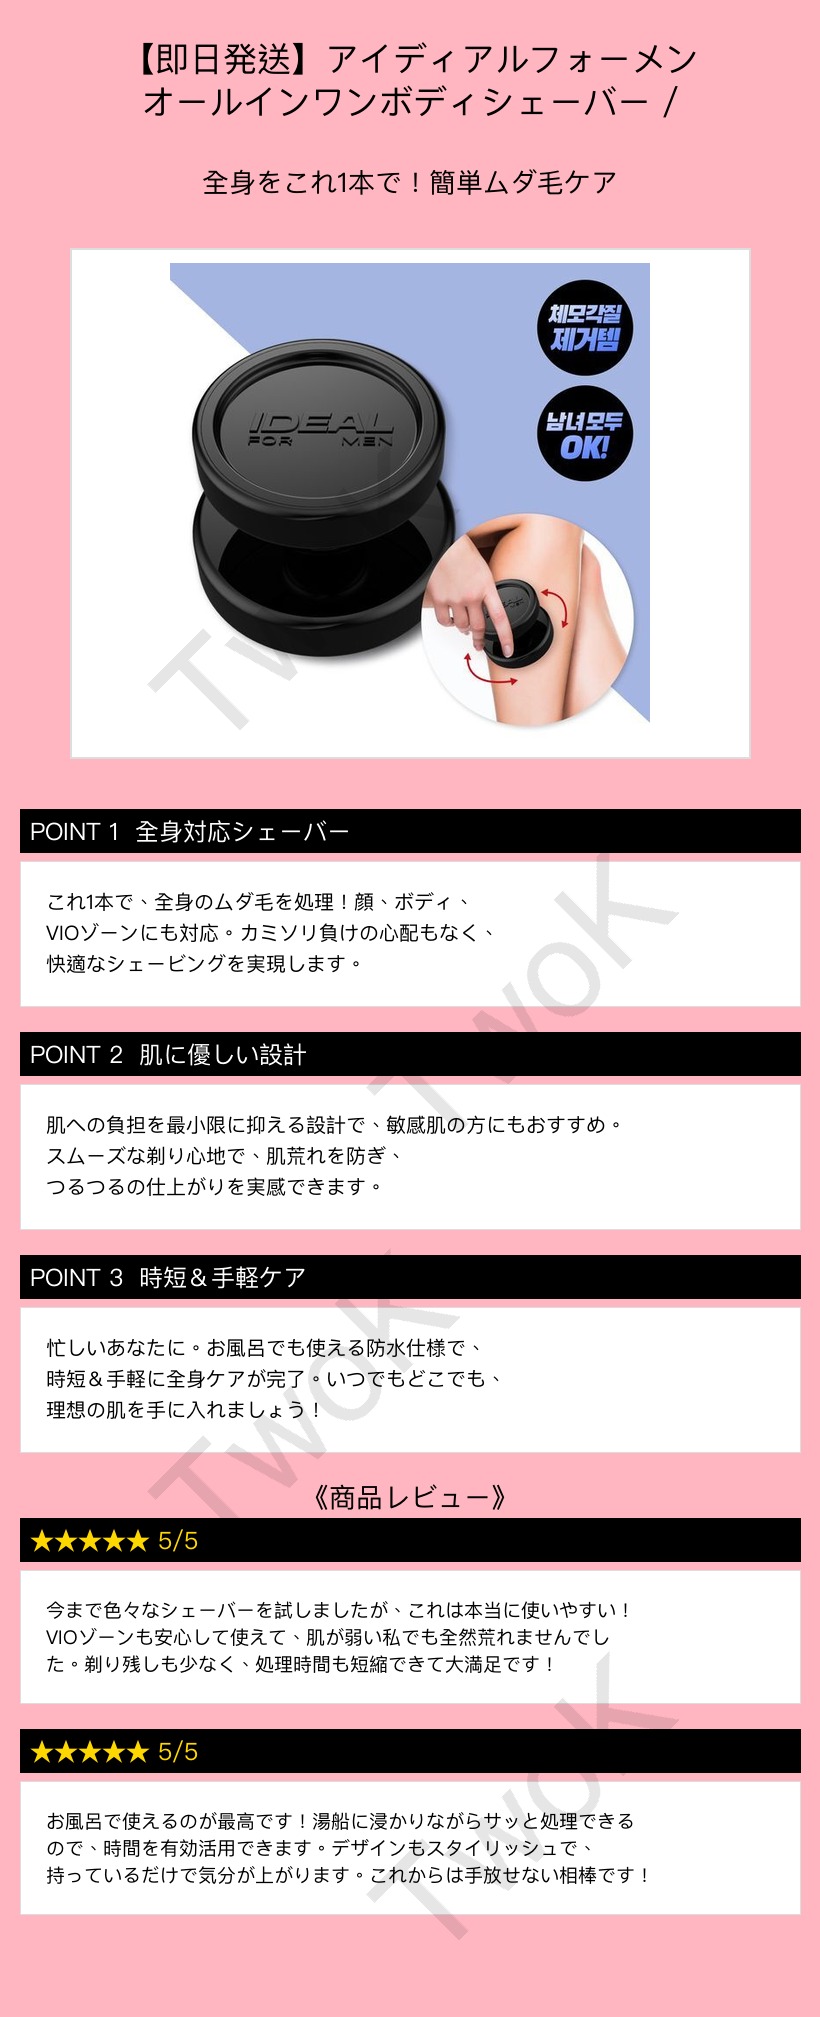 【即日発送】アイディアルフォーメン
オールインワンボディシェーバー /
全身をこれ1本で！簡単ムダ毛ケア
체모각질
제거템
남녀모두
OK!
IDEAL
FOR MEN
TwoK
POINT 1 全身対応シェーバー
これ1本で、全身のムダ毛を処理！顔、ボディ、
VIOゾーンにも対応。カミソリ負けの心配もなく、
快適なシェービングを実現します。
TwoK
POINT 2 肌に優しい設計
肌への負担を最小限に抑える設計で、敏感肌の方にもおすすめ。
スムーズな剃り心地で、肌荒れを防ぎ、
つるつるの仕上がりを実感できます。
POINT 3 時短＆手軽ケア
忙しいあなたに。お風呂でも使える防水仕様で、
時短＆手軽に全身ケアが完了。いつでもどこでも、
理想の肌を手に入れましょう！
TwoK
《商品レビュー》
★★★★★ 5/5
今まで色々なシェーバーを試しましたが、これは本当に使いやすい！
VIOゾーンも安心して使えて、肌が弱い私でも全然荒れませんでし
た。剃り残しも少なく、処理時間も短縮できて大満足です！
TwoK
★★★★★ 5/5
お風呂で使えるのが最高です！湯船に浸かりながらサッと処理できる
ので、時間を有効活用できます。デザインもスタイリッシュで、
持っているだけで気分が上がります。これからは手放せない相棒です！